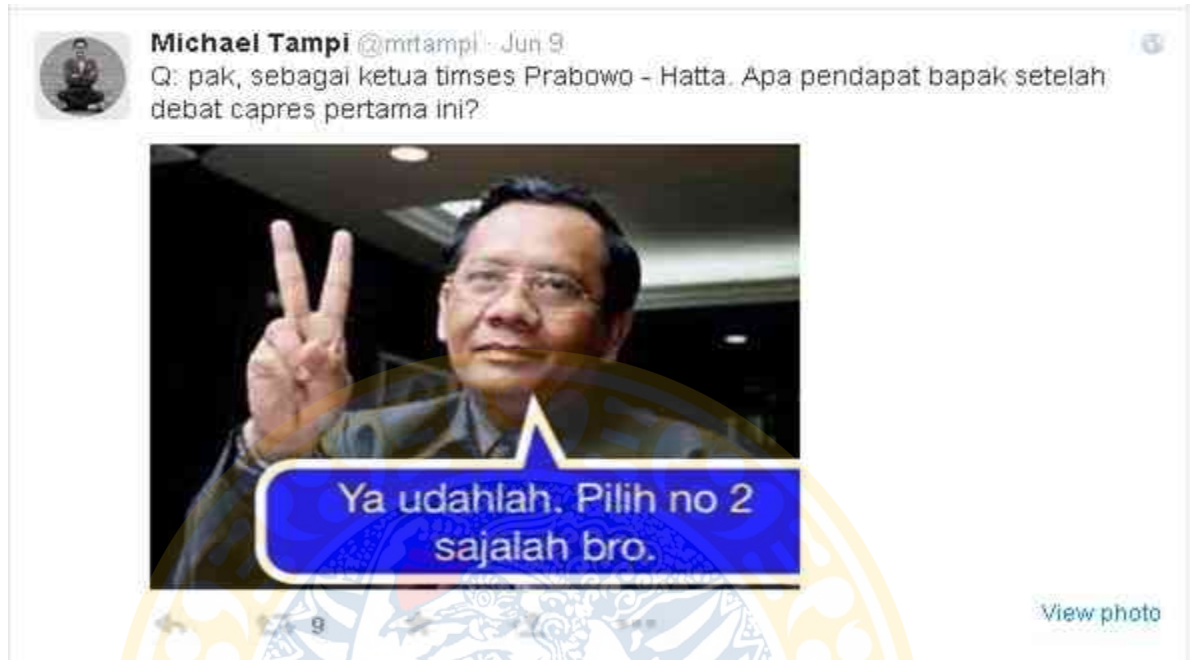 Michael Tampi @mrtampi · Jun 9
Q: pak, sebagai ketua timses Prabowo - Hatta. Apa pendapat bapak setelah
debat capres pertama ini?
Ya udahlah. Pilih no 2
sajalah bro.
9
View photo